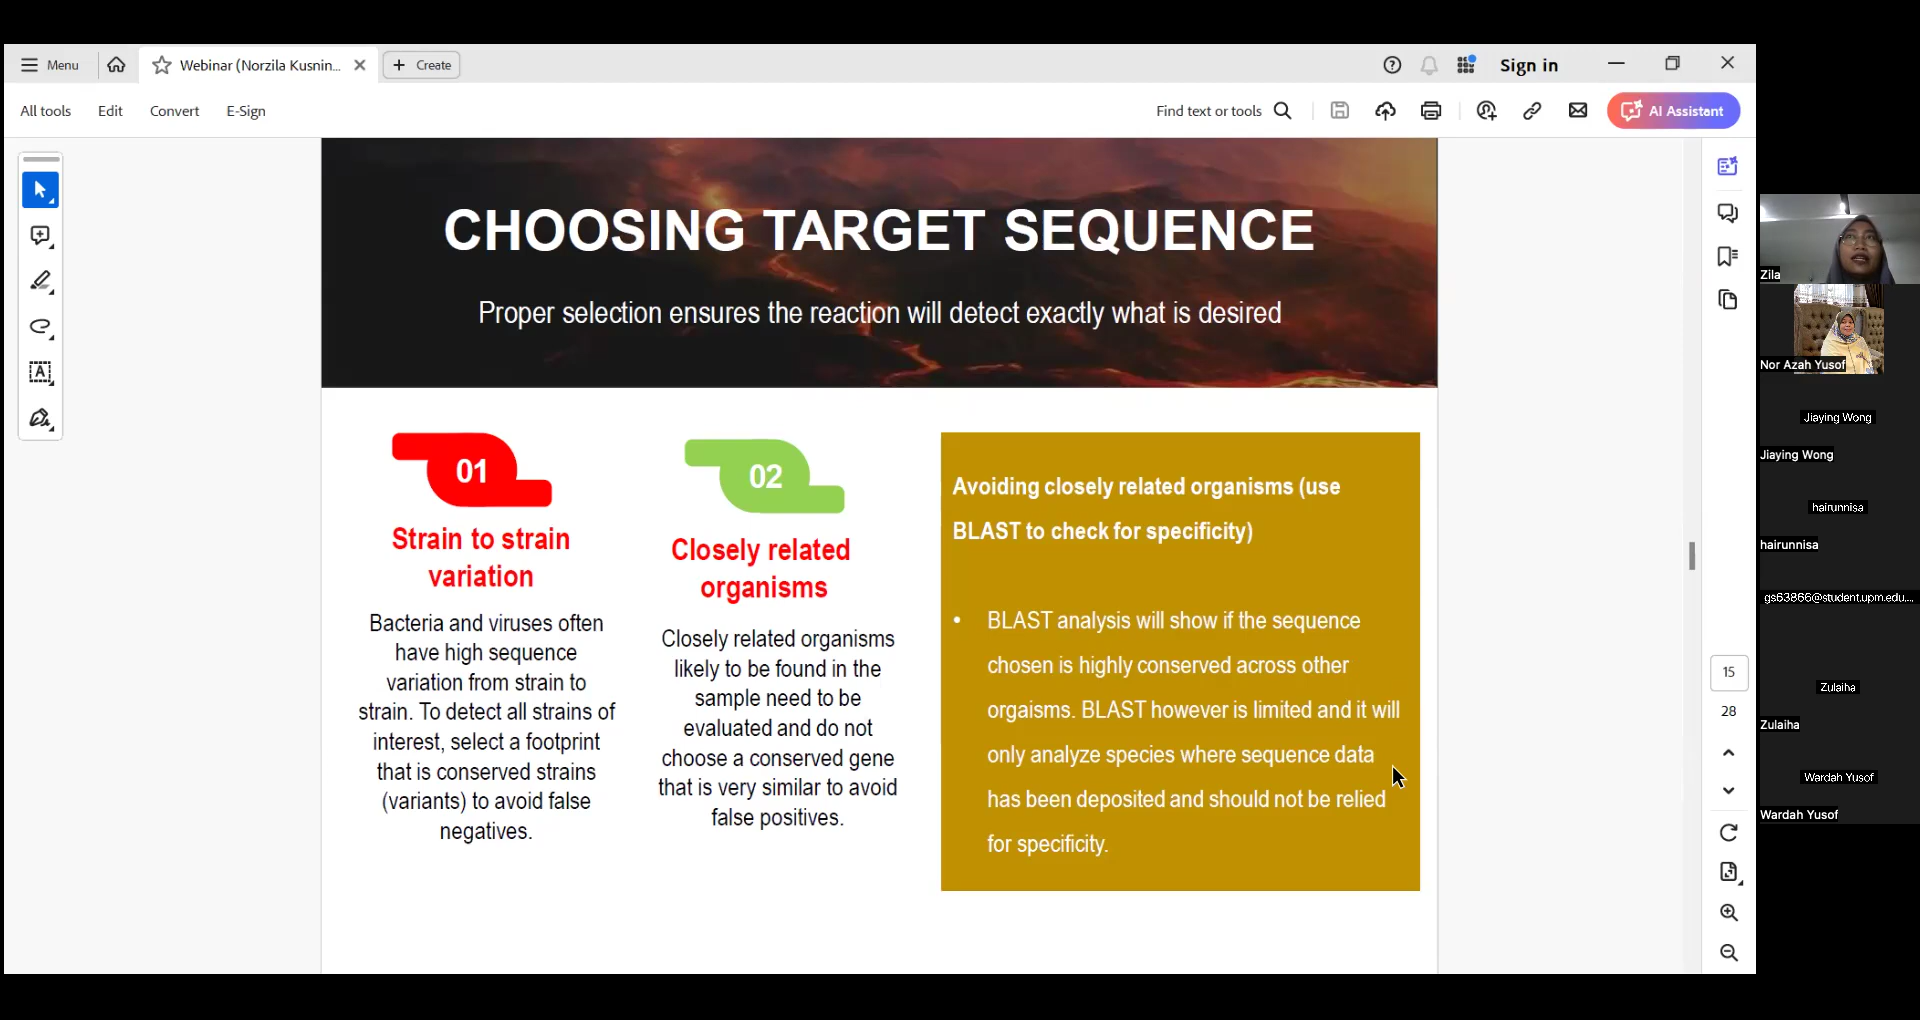 Menu
Webinar (Norzila Kusnin...
Create
Sign in
All tools
Edit
Convert
E-Sign
Find text or tools
AI Assistant
CHOOSING TARGET SEQUENCE
Proper selection ensures the reaction will detect exactly what is desired
01
Strain to strain
variation
Bacteria and viruses often
have high sequence
variation from strain to
strain. To detect all strains of
interest, select a footprint
that is conserved strains
(variants) to avoid false
negatives.
02
Closely related
organisms
Closely related organisms
likely to be found in the
sample need to be
evaluated and do not
choose a conserved gene
that is very similar to avoid
false positives.
Avoiding closely related organisms (use
BLAST to check for specificity)
• BLAST analysis will show if the sequence
chosen is highly conserved across other
orgaisms. BLAST however is limited and it will
only analyze species where sequence data
has been deposited and should not be relied
for specificity.
15
28
Zila
Nor Azah Yusof
Jiaying Wong
Jiaying Wong
hairunnisa
hairunnisa
gs63866@student.upm.edu....
Zulaiha
Zulaiha
Wardah Yusof
Wardah Yusof